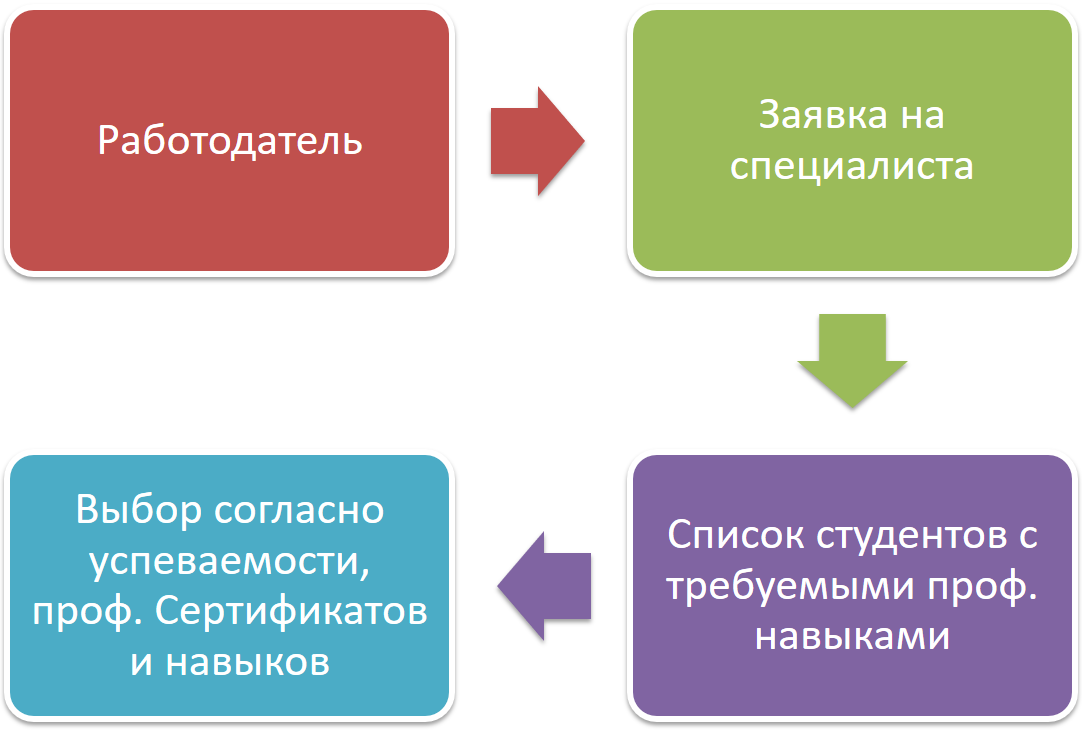 Работодатель
Заявка на
специалиста
Список студентов с
требуемыми проф.
навыками
Выбор согласно
успеваемости,
проф. Сертификатов
и навыков